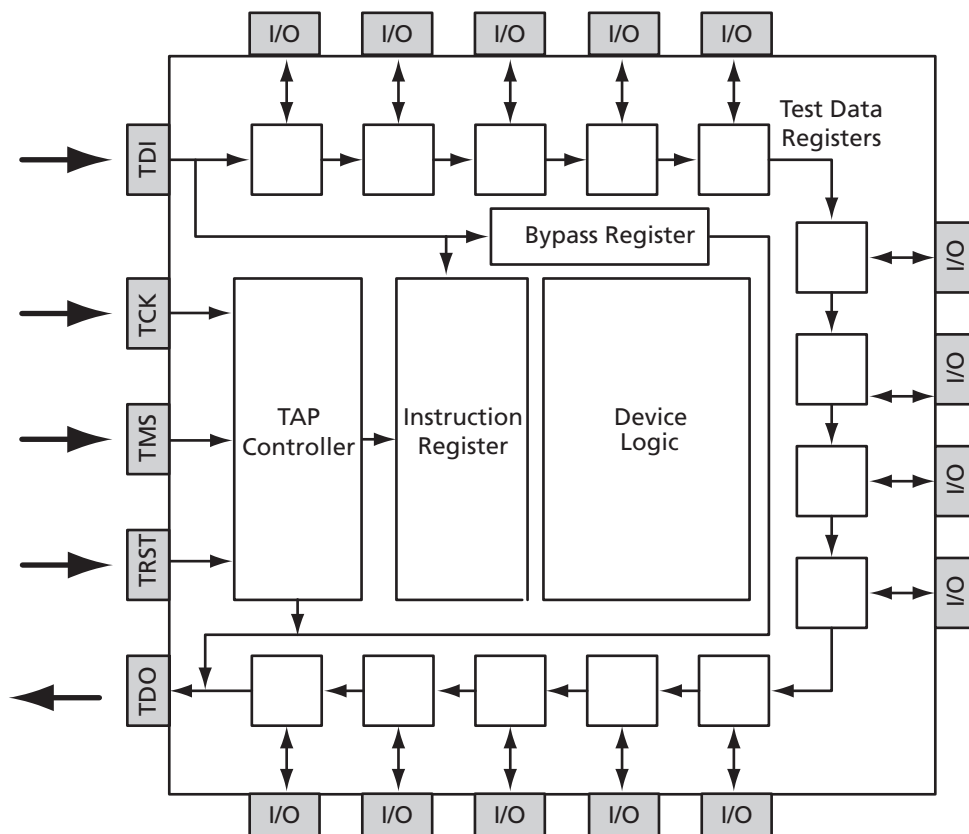 I/O I/O I/O I/O I/O
Test Data
Registers
TDI
Bypass Register
I/O
TCK
I/O
TAP
Controller
Instruction
Register
Device
Logic
TMS
I/O
TRST
I/O
TDO
I/O I/O I/O I/O I/O